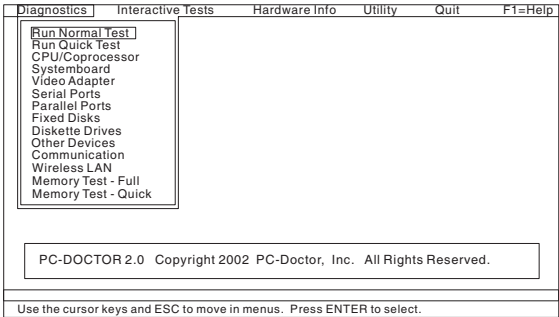 Diagnostics Interactive Tests Hardware Info Utility Quit F1=Help
Run Normal Test
Run Quick Test
CPU/Coprocessor
Systemboard
Video Adapter
Serial Ports
Parallel Ports
Fixed Disks
Diskette Drives
Other Devices
Communication
Wireless LAN
Memory Test - Full
Memory Test - Quick
PC-DOCTOR 2.0 Copyright 2002 PC-Doctor, Inc. All Rights Reserved.
Use the cursor keys and ESC to move in menus. Press ENTER to select.